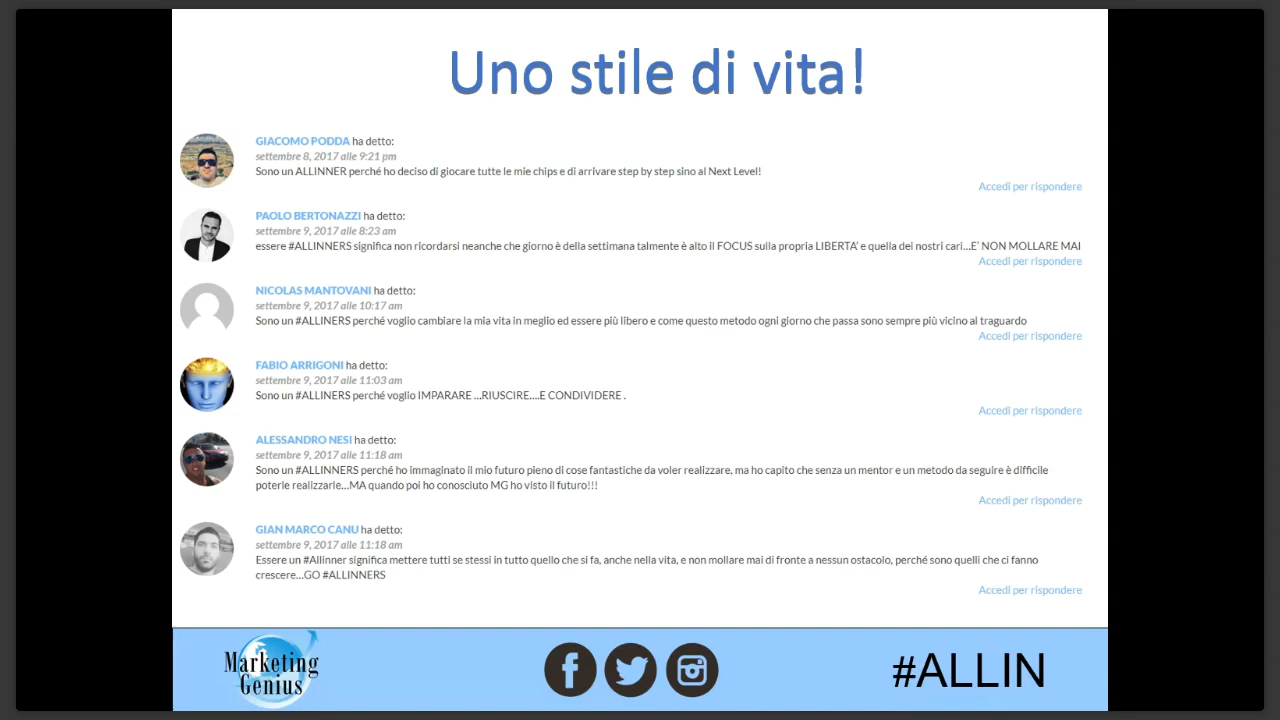 Uno stile di vita!
GIACOMO PODDA ha detto:
settembre 8, 2017 alle 9:21 pm
Sono un ALLINNER perché ho deciso di giocare tutte le mie chips e di arrivare step by step sino al Next Level!
Accedi per rispondere
PAOLO BERTONAZZI ha detto:
settembre 9, 2017 alle 8:23 am
essere #ALLINNERS significa non ricordarsi neanche che giorno è della settimana talmente è alto il FOCUS sulla propria LIBERTA' e quella dei nostri cari...E' NON MOLLARE MAI
Accedi per rispondere
NICOLAS MANTOVANI ha detto:
settembre 9, 2017 alle 10:17 am
Sono un #ALLINERS perché voglio cambiare la mia vita in meglio ed essere più libero e come questo metodo ogni giorno che passa sono sempre più vicino al traguardo
Accedi per rispondere
FABIO ARRIGONI ha detto:
settembre 9, 2017 alle 11:03 am
Sono un #ALLINERS perché voglio IMPARARE ...RIUSCIRE....E CONDIVIDERE .
Accedi per rispondere
ALESSANDRO NESI ha detto:
settembre 9, 2017 alle 11:18 am
Sono un #ALLINNERS perché ho immaginato il mio futuro pieno di cose fantastiche da voler realizzare, ma ho capito che senza un mentor e un metodo da seguire è difficile
poterle realizzarle...MA quando poi ho conosciuto MG ho visto il futuro!!!
Accedi per rispondere
GIAN MARCO CANU ha detto:
settembre 9, 2017 alle 11:18 am
Essere un #Allinner significa mettere tutti se stessi in tutto quello che si fa, anche nella vita, e non mollare mai di fronte a nessun ostacolo, perché sono quelli che ci fanno
crescere...GO #ALLINNERS
Accedi per rispondere
Marketing
Genius
#ALLIN